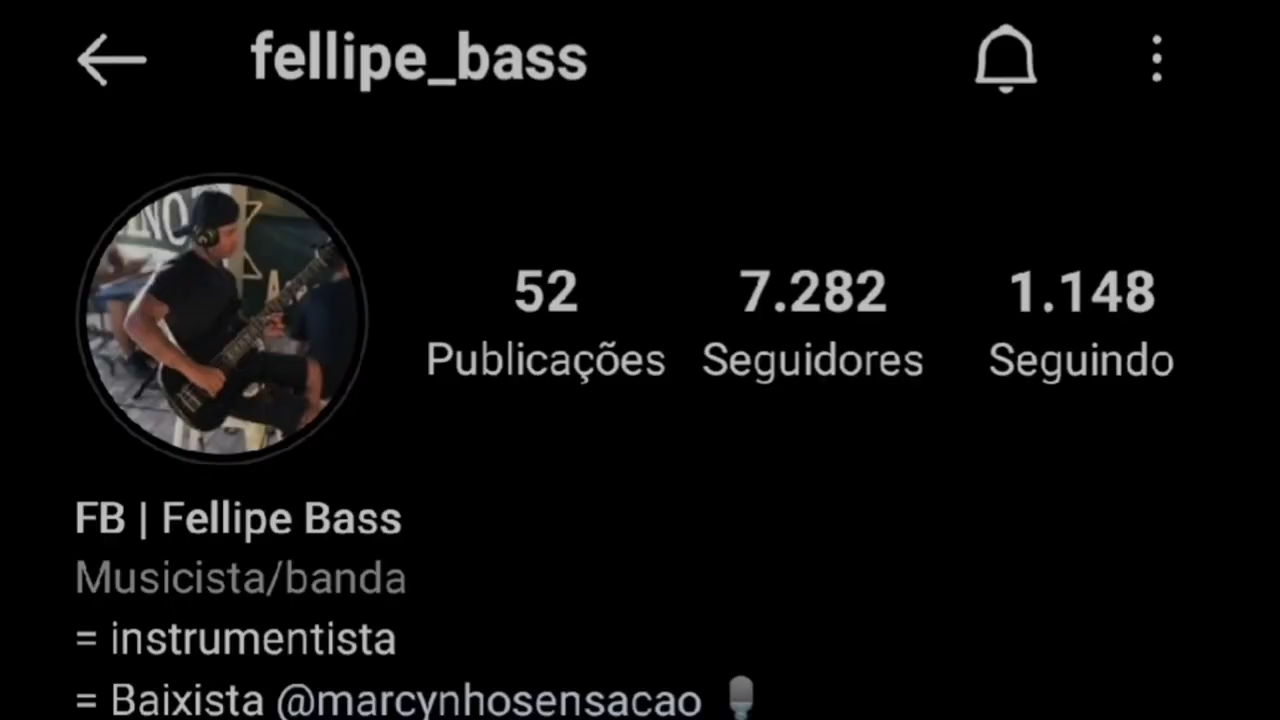 fellipe_bass
52 7.282 1.148
Publicações Seguidores Seguindo
FB | Fellipe Bass
Musicista/banda
= instrumentista
= Baixista @marcynhosensacao